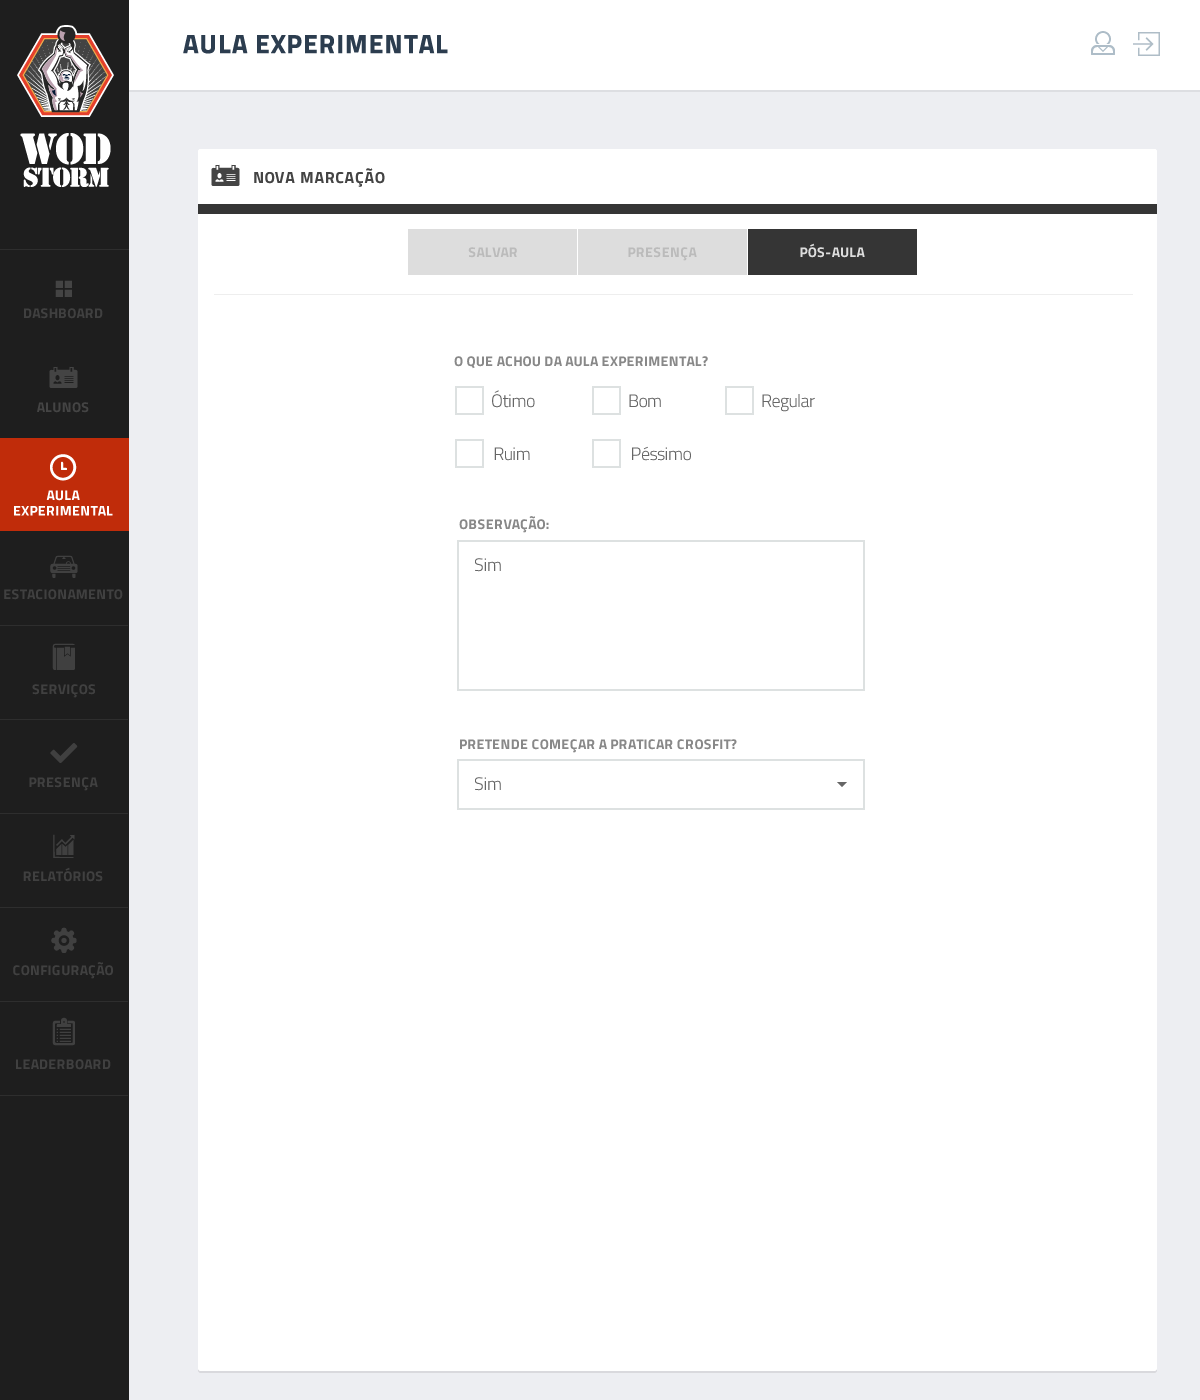 AULA EXPERIMENTAL
WOD
STORM
DASHBOARD
ALUNOS
AULA
EXPERIMENTAL
ESTACIONAMENTO
SERVIÇOS
PRESENÇA
RELATÓRIOS
CONFIGURAÇÃO
LEADERBOARD
NOVA MARCAÇÃO
SALVAR PRESENÇA PÓS-AULA
O QUE ACHOU DA AULA EXPERIMENTAL?
Ótimo Bom Regular
Ruim Péssimo
OBSERVAÇÃO:
Sim
PRETENDE COMEÇAR A PRATICAR CROSFIT?
Sim